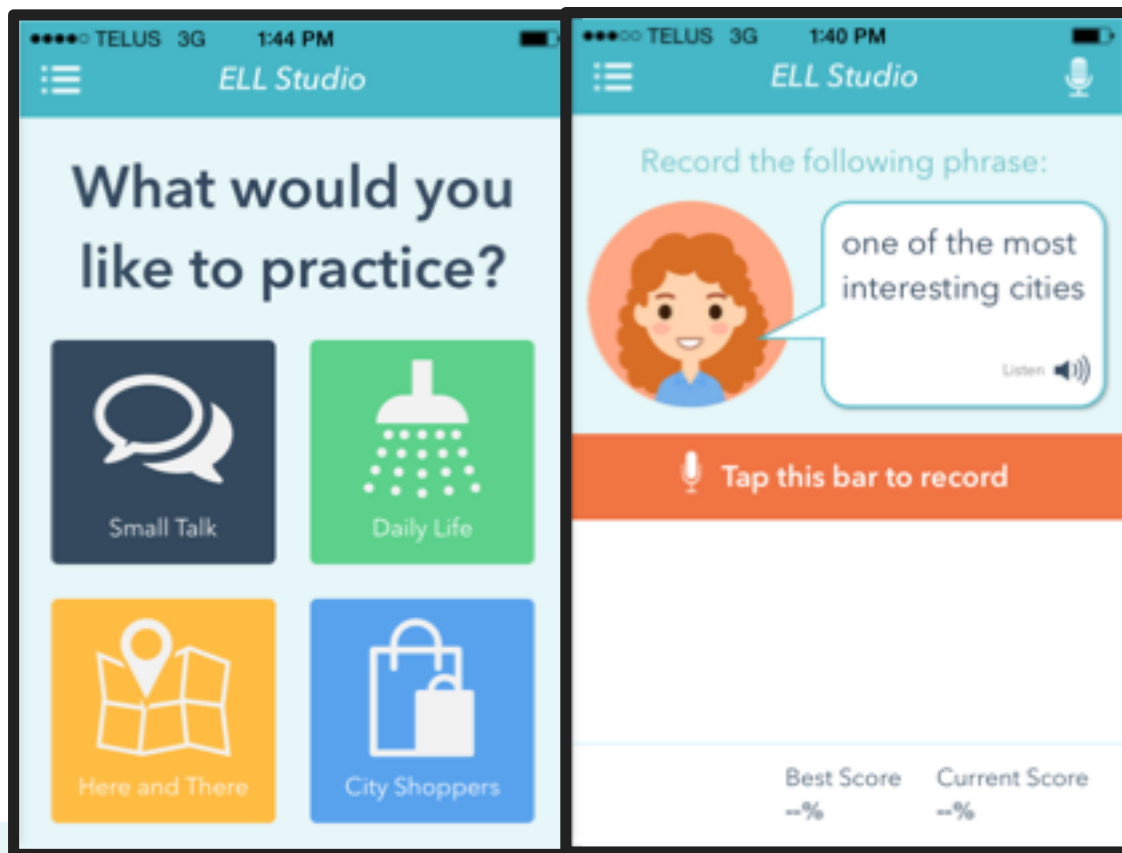 TELUS 3G 1:44 PM
ELL Studio
What would you
like to practice?
Small Talk
Daily Life
Here and There
City Shoppers
TELUS 3G 1:40 PM
ELL Studio
Record the following phrase:
one of the most
interesting cities
Listen
Tap this bar to record
Best Score
Current Score
--%
--%